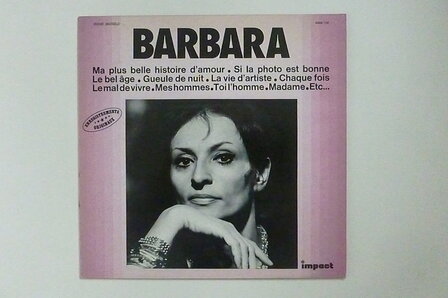 BARBARA
Ma plus belle histoire d'amour • Si la photo est bonne
Le bel âge • Gueule de nuit • La vie d'artiste • Chaque fois
Le mal de vivre • Mes hommes • Toi l'homme • Madame • Etc...
ENREGISTREMENTS
ORIGINAUX
impact